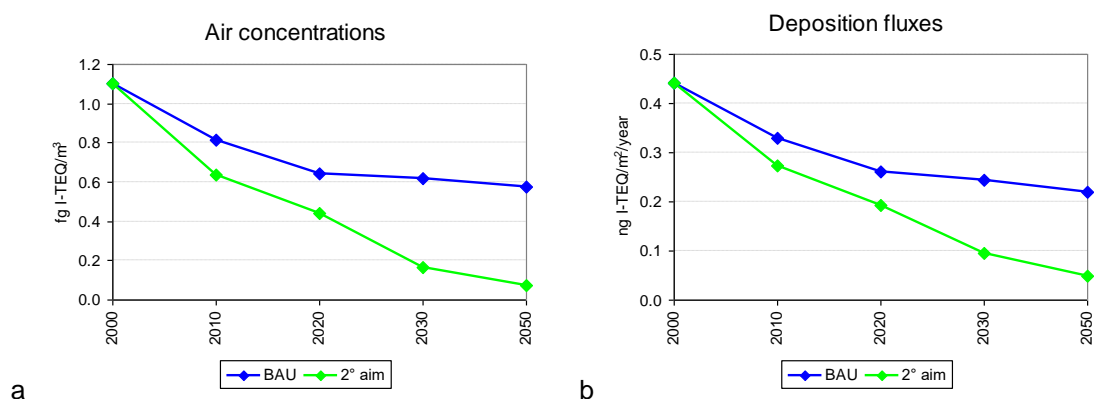 Air concentrations
fg I-TEQ/m³
1.2
1.0
0.8
0.6
0.4
0.2
0.0
2000
2010
2020
2030
2050
BAU
2° aim
a
Deposition fluxes
ng I-TEQ/m²/year
0.5
0.4
0.3
0.2
0.1
0.0
2000
2010
2020
2030
2050
BAU
2° aim
b